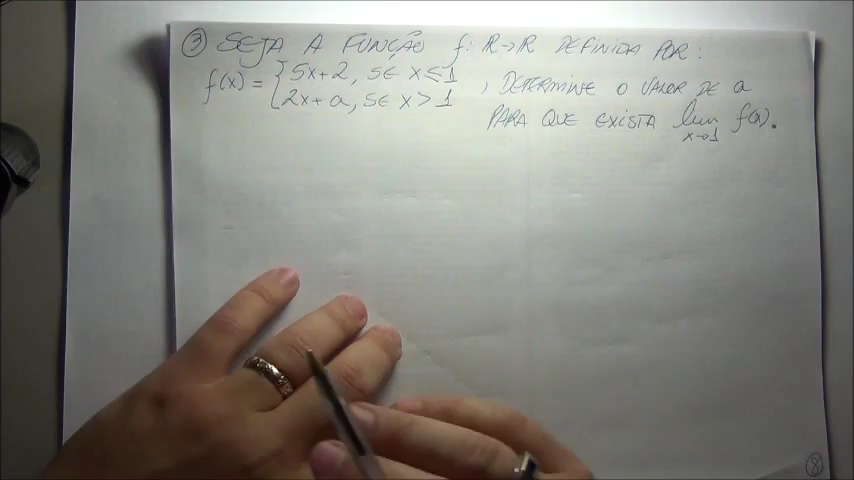 ③ SEJA A FUNÇÃO f: ℝ→ℝ DEFINIDA POR:
f(x) = { 5x+2, SE x ≤ 1
2x+a, SE x > 1 , DETERMINE O VALOR DE a
PARA QUE EXISTA lim f(x).
x→1
⑧